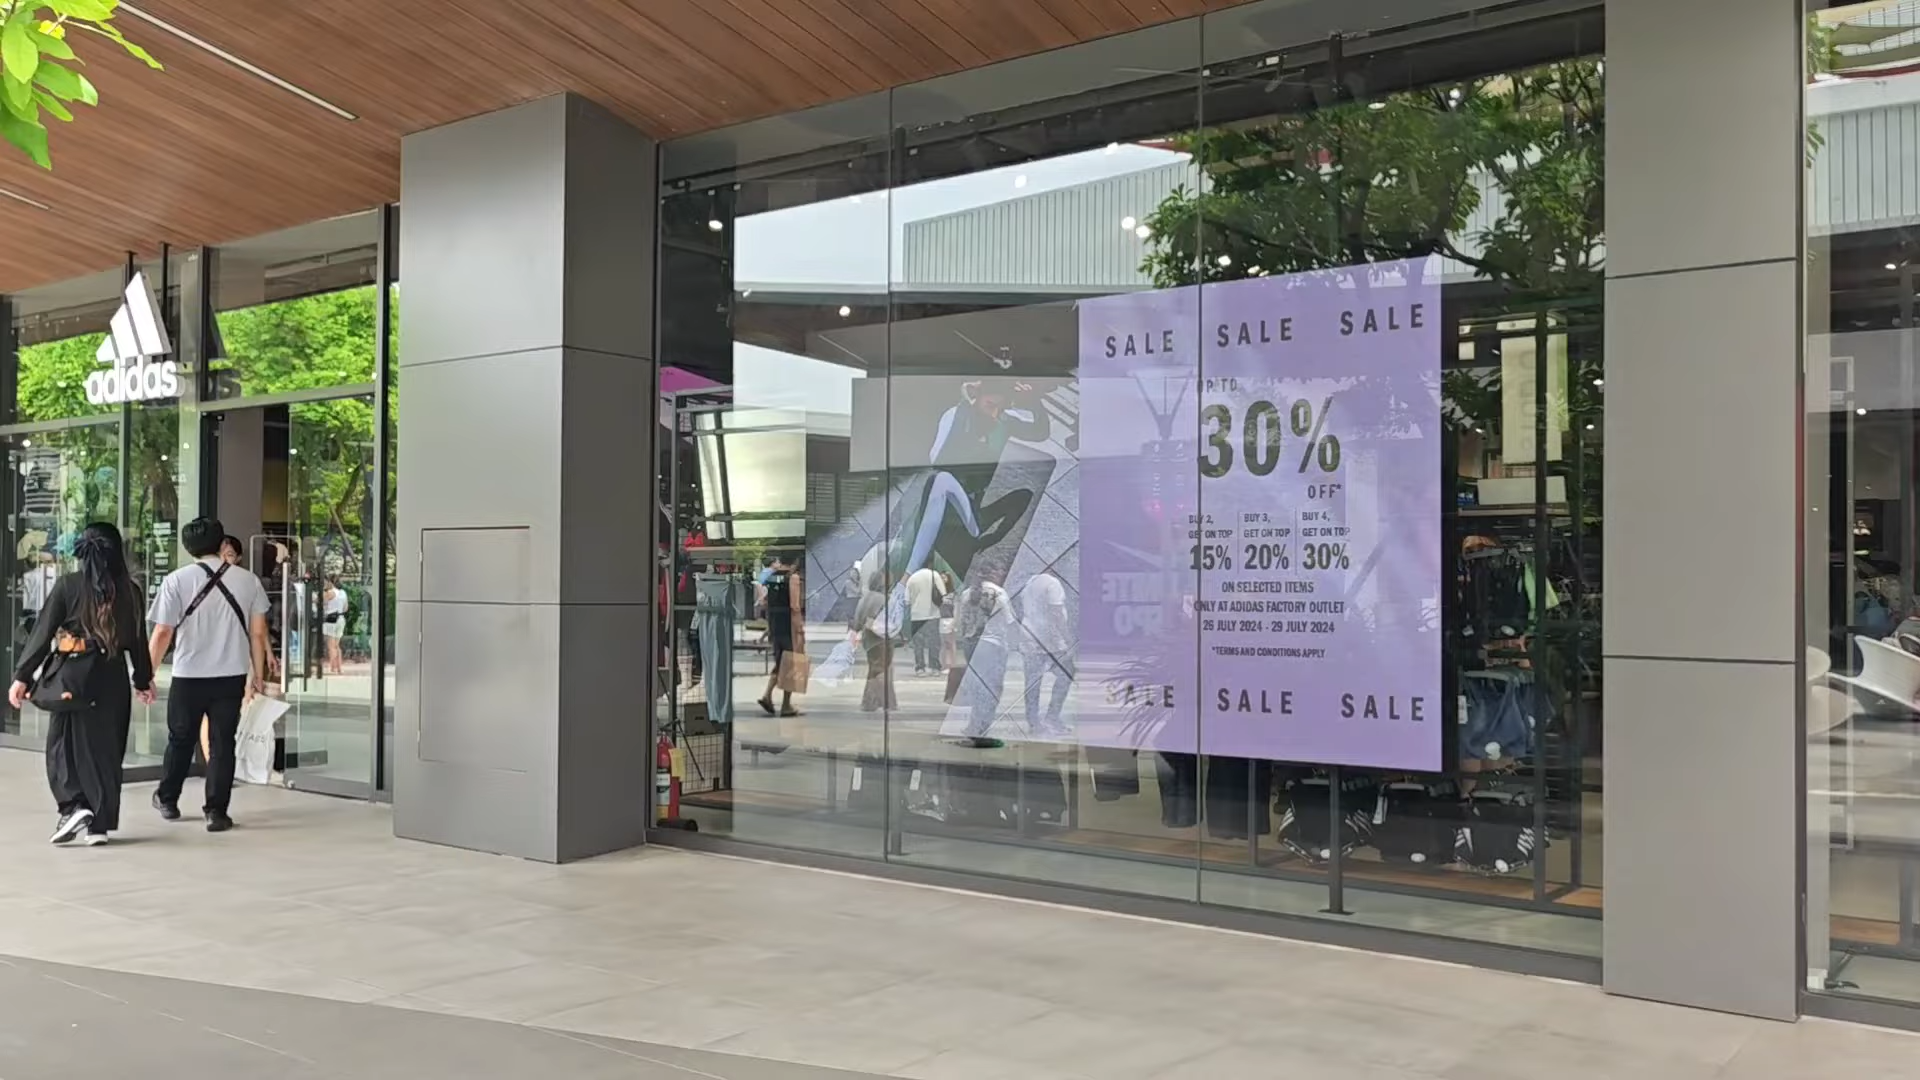 adidas
SALE SALE SALE
UP TO
30%
OFF*
BUY 2, GET ON TOP 15%
BUY 3, GET ON TOP 20%
BUY 4, GET ON TOP 30%
ON SELECTED ITEMS
ONLY AT ADIDAS FACTORY OUTLET
26 JULY 2024 - 29 JULY 2024
*TERMS AND CONDITIONS APPLY
SALE SALE SALE